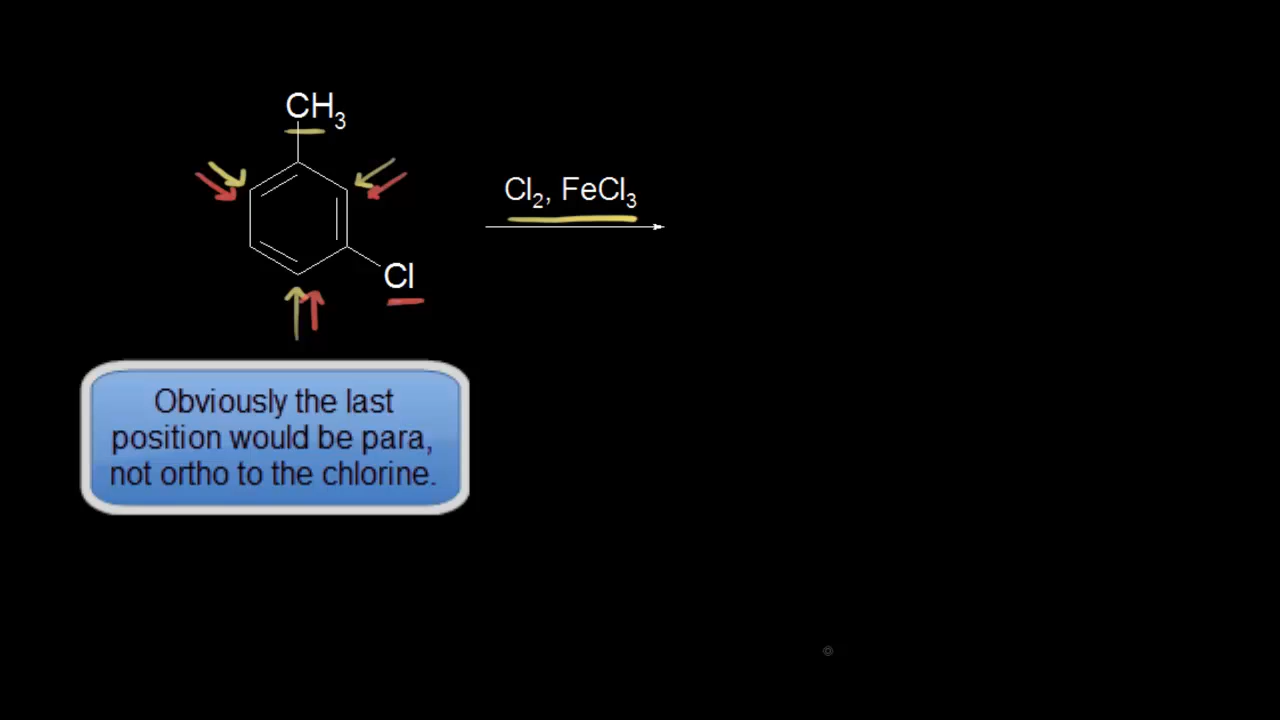 CH3
Cl2, FeCl3
Cl
Obviously the last
position would be para,
not ortho to the chlorine.